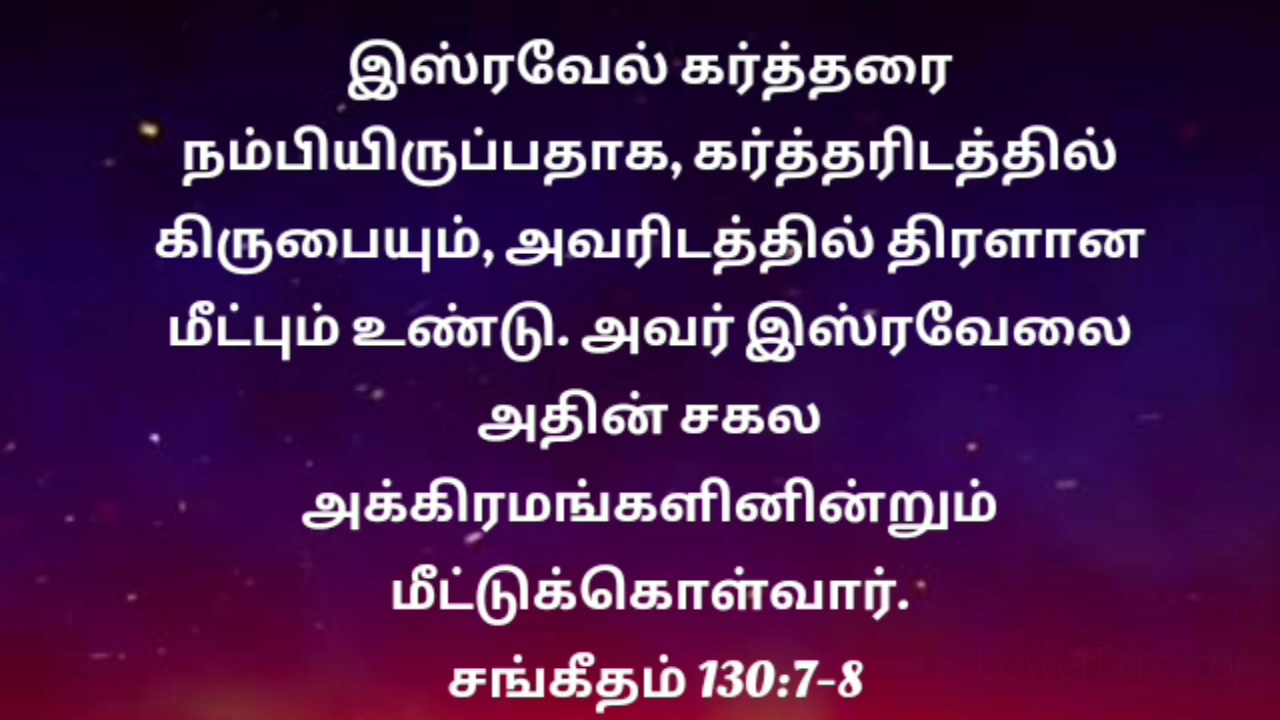 இஸ்ரவேல் கர்த்தரை
நம்பியிருப்பதாக, கர்த்தரிடத்தில்
கிருபையும், அவரிடத்தில் திரளான
மீட்பும் உண்டு. அவர் இஸ்ரவேலை
அதின் சகல
அக்கிரமங்களினின்றும்
மீட்டுக்கொள்வார்.
சங்கீதம் 130:7-8